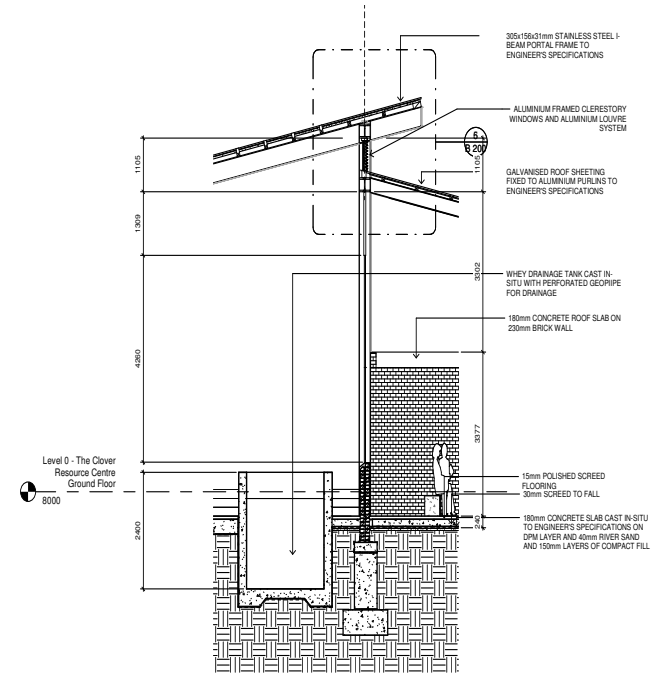 305x156x31mm STAINLESS STEEL I-
BEAM PORTAL FRAME TO
ENGINEER'S SPECIFICATIONS
ALUMINIUM FRAMED CLERESTORY
WINDOWS AND ALUMINIUM LOUVRE
SYSTEM
6
B 200
1105
1105
GALVANISED ROOF SHEETING
FIXED TO ALUMINIUM PURLINS TO
ENGINEER'S SPECIFICATIONS
1309
3302
WHEY DRAINAGE TANK CAST IN-
SITU WITH PERFORATED GEOPIIPE
FOR DRAINAGE
180mm CONCRETE ROOF SLAB ON
230mm BRICK WALL
4260
3377
Level 0 - The Clover
Resource Centre
Ground Floor
8000
15mm POLISHED SCREED
FLOORING
30mm SCREED TO FALL
2400
240
180mm CONCRETE SLAB CAST IN-SITU
TO ENGINEER'S SPECIFICATIONS ON
DPM LAYER AND 40mm RIVER SAND
AND 150mm LAYERS OF COMPACT FILL